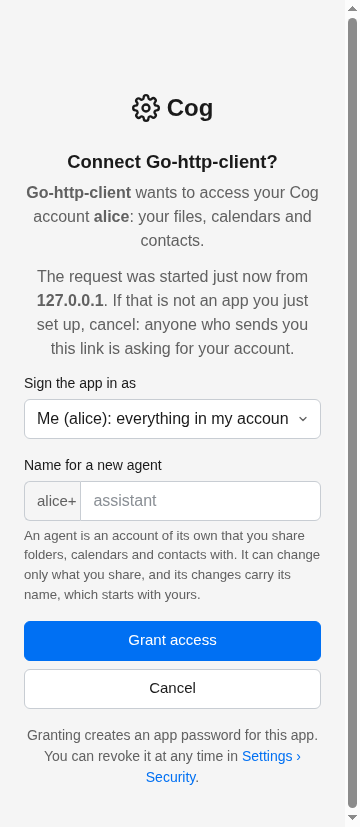 Cog
Connect Go-http-client?
Go-http-client wants to access your Cog
account alice: your files, calendars and
contacts.
The request was started just now from
127.0.0.1. If that is not an app you just
set up, cancel: anyone who sends you
this link is asking for your account.
Sign the app in as
Me (alice): everything in my accoun
Name for a new agent
alice+ assistant
An agent is an account of its own that you share
folders, calendars and contacts with. It can change
only what you share, and its changes carry its
name, which starts with yours.
Grant access
Cancel
Granting creates an app password for this app.
You can revoke it at any time in Settings ›
Security.